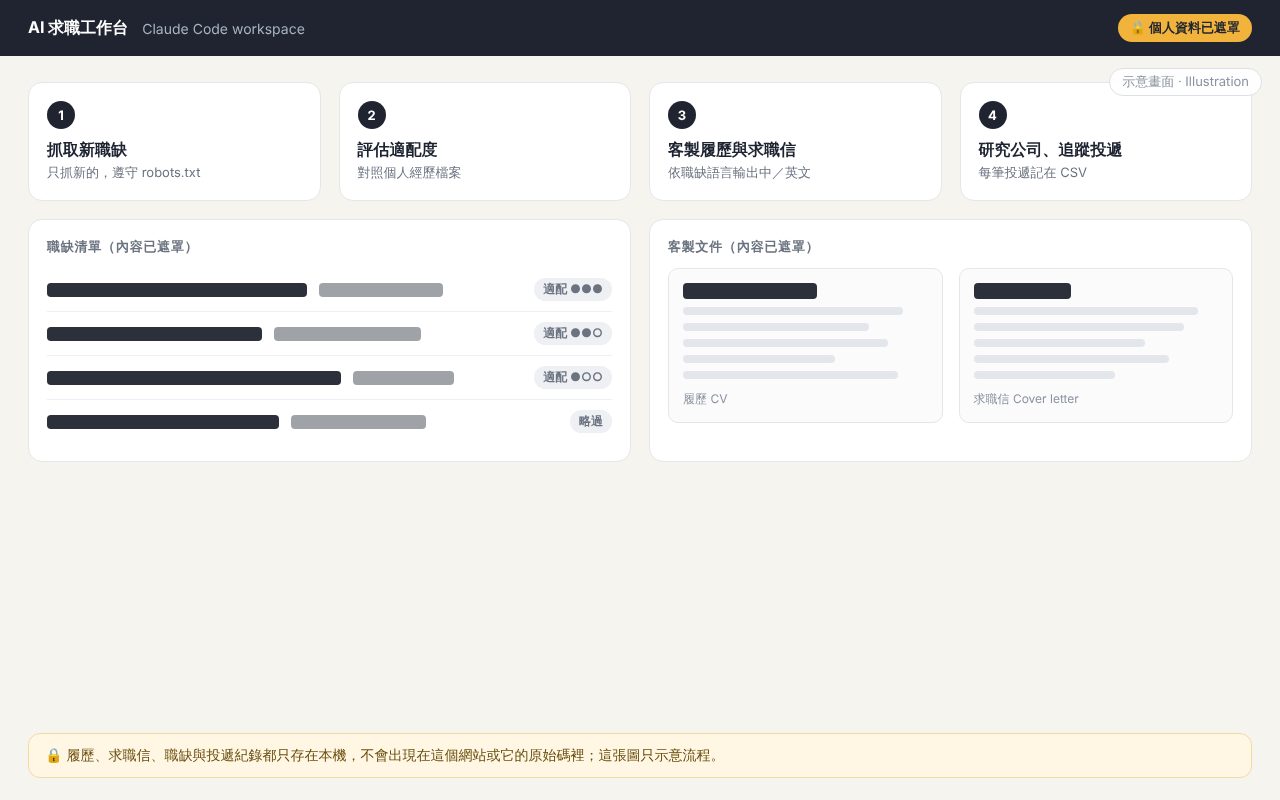 AI 求職工作台 Claude Code workspace
🔒 個人資料已遮罩
示意畫面 · Illustration
1
抓取新職缺
只抓新的，遵守 robots.txt
2
評估適配度
對照個人經歷檔案
3
客製履歷與求職信
依職缺語言輸出中／英文
4
研究公司、追蹤投遞
每筆投遞記在 CSV
職缺清單（內容已遮罩）
適配 ●●●
適配 ●●○
適配 ●○○
略過
客製文件（內容已遮罩）
履歷 CV
求職信 Cover letter
🔒 履歷、求職信、職缺與投遞紀錄都只存在本機，不會出現在這個網站或它的原始碼裡；這張圖只示意流程。